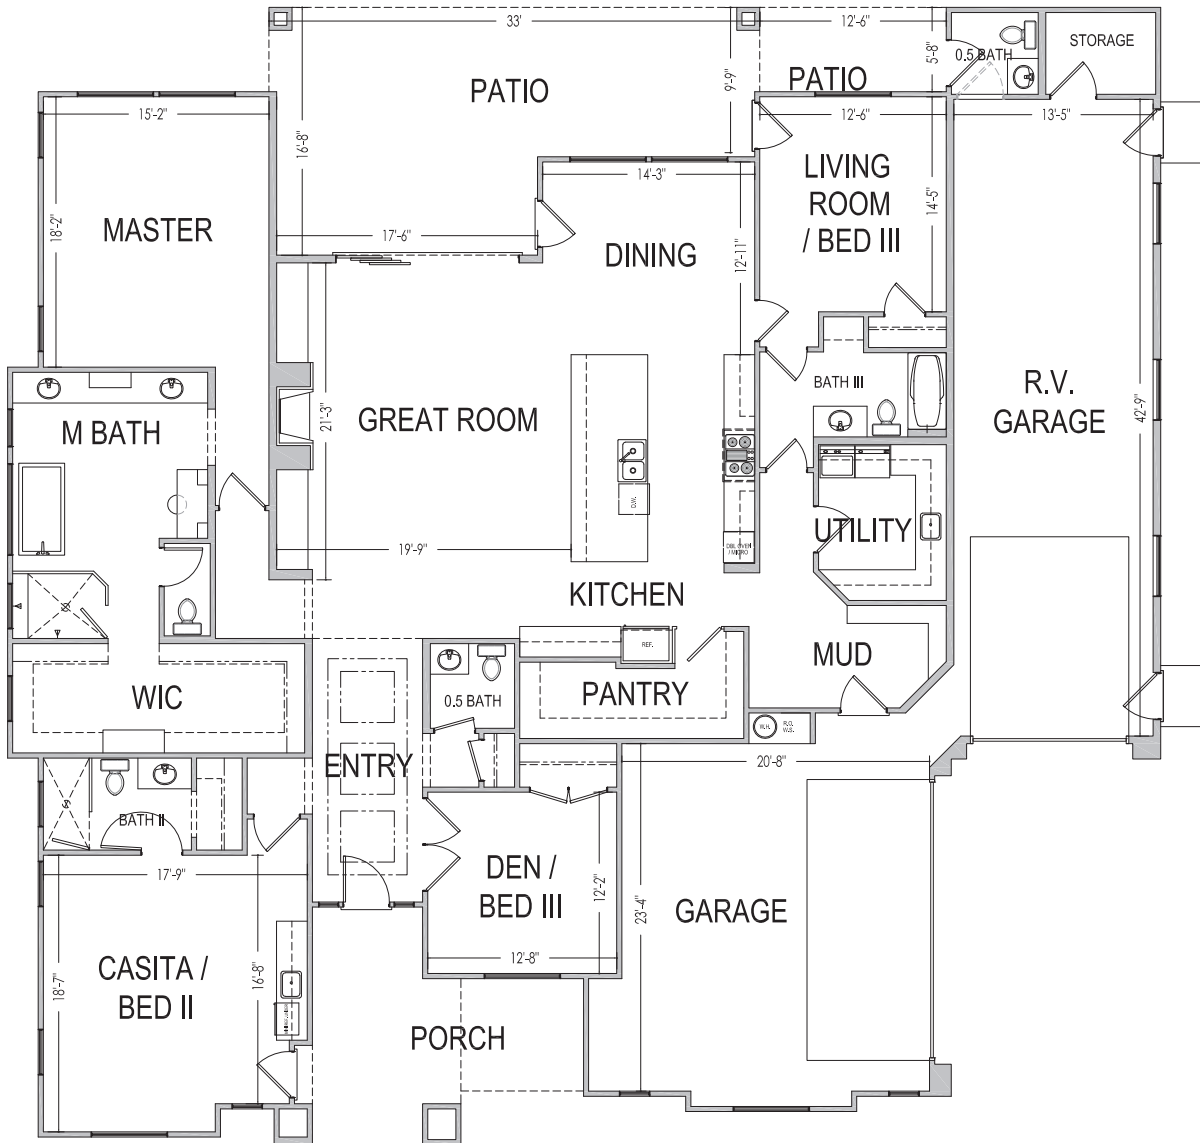 33'
12'-6"
5'-8"
0.5 BATH
STORAGE
PATIO
9'-9"
PATIO
15'-2"
16'-8"
12'-6"
13'-5"
14'-3"
LIVING
ROOM
/ BED III
14'-5"
18'-2"
MASTER
17'-6"
DINING
12'-11"
M BATH
21'-3"
GREAT ROOM
BATH III
R.V.
GARAGE
42'-9"
D.W.
UTILITY
DBL OVEN
/ MICRO
19'-9"
KITCHEN
REF.
MUD
WIC
0.5 BATH
PANTRY
W.H.
R.O.
W.S.
ENTRY
20'-8"
BATH II
17'-9"
DEN /
BED III
12'-2"
23'-4"
GARAGE
12'-8"
CASITA /
BED II
18'-7"
16'-8"
PORCH